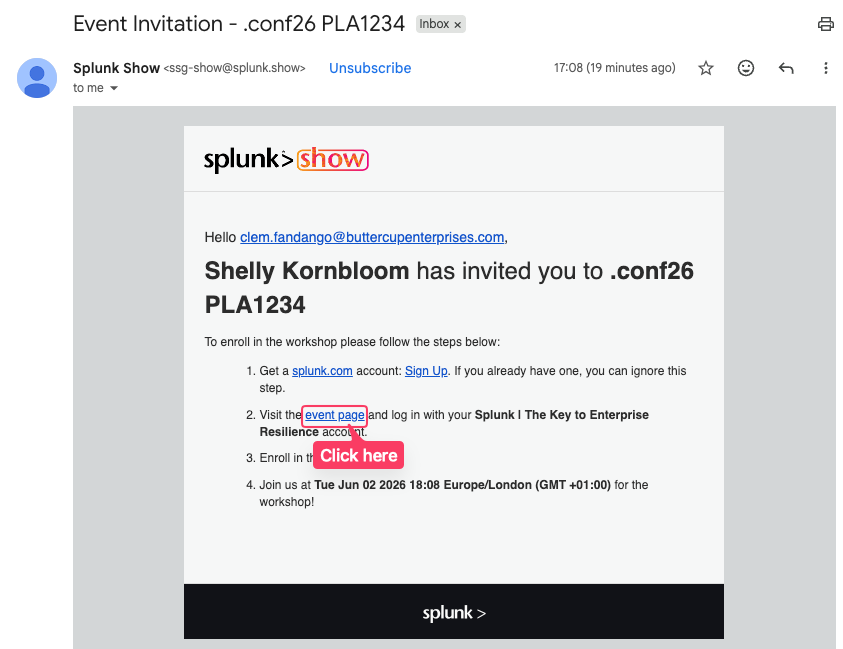 Event Invitation - .conf26 PLA1234 Inbox ×
Splunk Show <ssg-show@splunk.show> Unsubscribe 17:08 (19 minutes ago)
to me
splunk> show
Hello clem.fandango@buttercupenterprises.com,
Shelly Kornbloom has invited you to .conf26
PLA1234
To enroll in the workshop please follow the steps below:
1. Get a splunk.com account: Sign Up. If you already have one, you can ignore this
step.
2. Visit the event page and log in with your Splunk | The Key to Enterprise
Resilience account.
Click here
3. Enroll in
4. Join us at Tue Jun 02 2026 18:08 Europe/London (GMT +01:00) for the
workshop!
splunk >